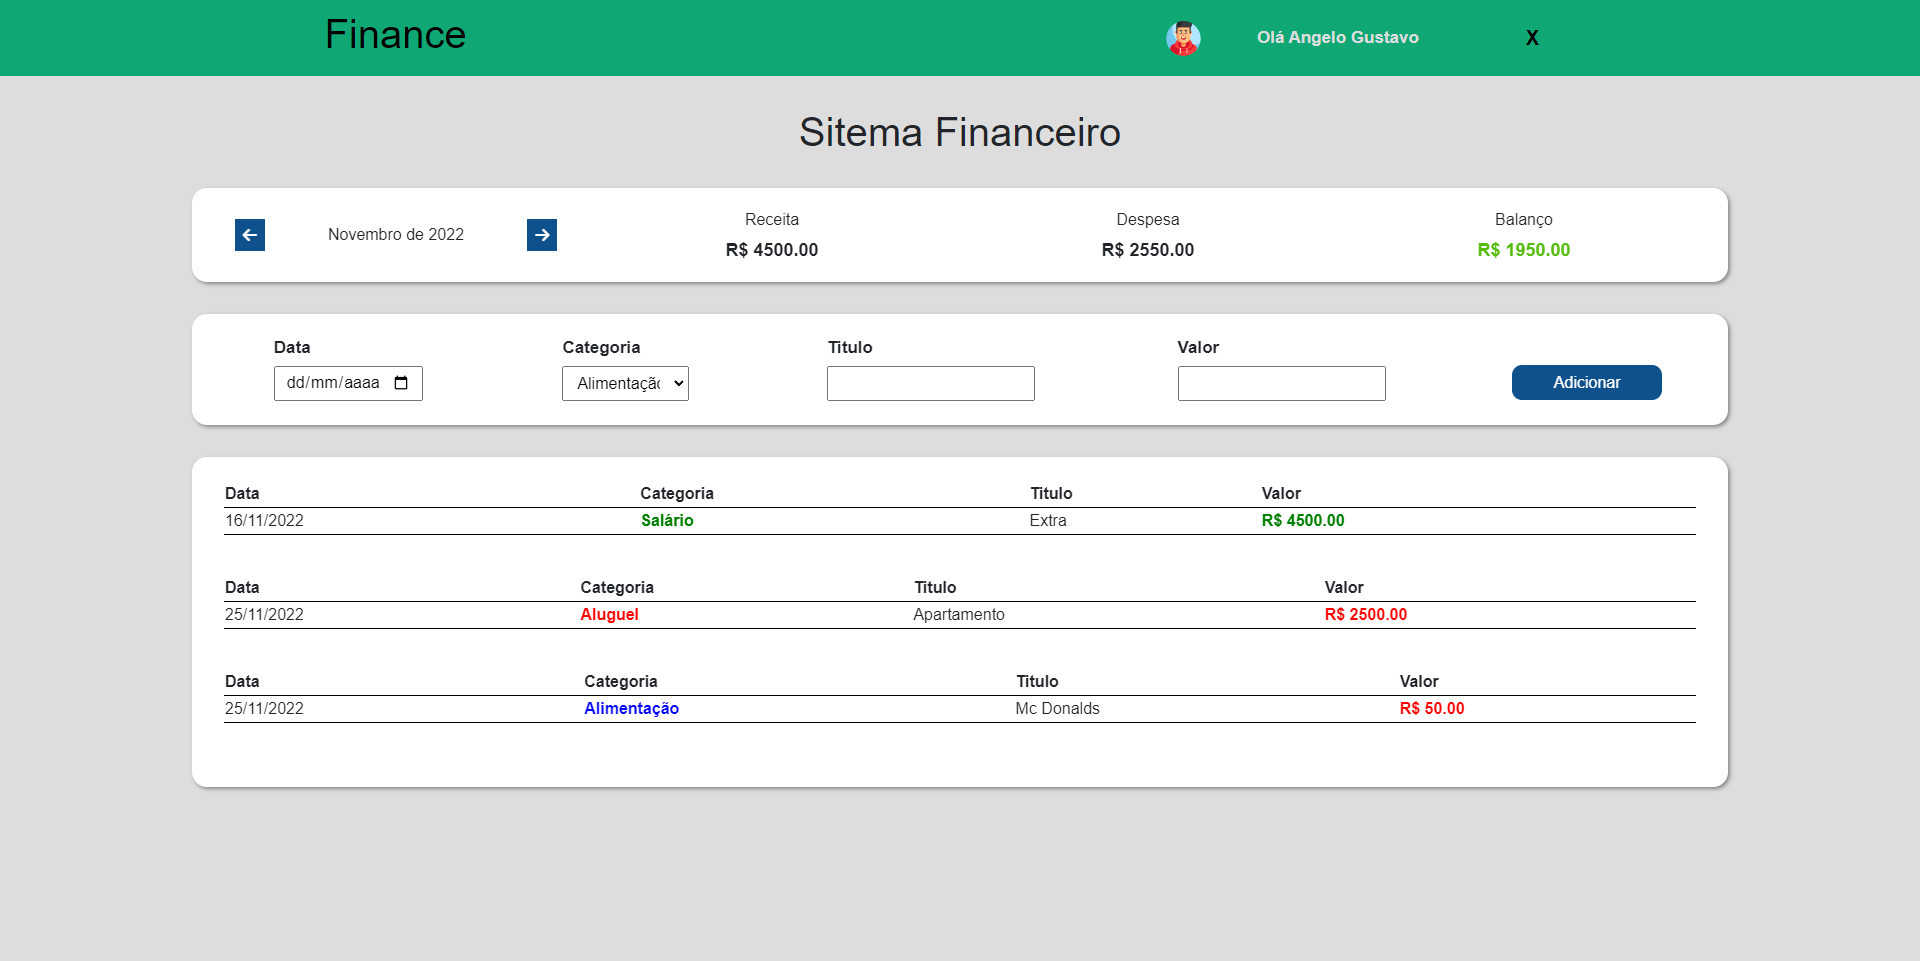 Finance
Olá Angelo Gustavo
X
Sitema Financeiro
Novembro de 2022
Receita
R$ 4500.00
Despesa
R$ 2550.00
Balanço
R$ 1950.00
Data
Categoria
Titulo
Valor
dd/mm/aaaa
Alimentação
Adicionar
Data Categoria Titulo Valor
16/11/2022 Salário Extra R$ 4500.00
Data Categoria Titulo Valor
25/11/2022 Aluguel Apartamento R$ 2500.00
Data Categoria Titulo Valor
25/11/2022 Alimentação Mc Donalds R$ 50.00